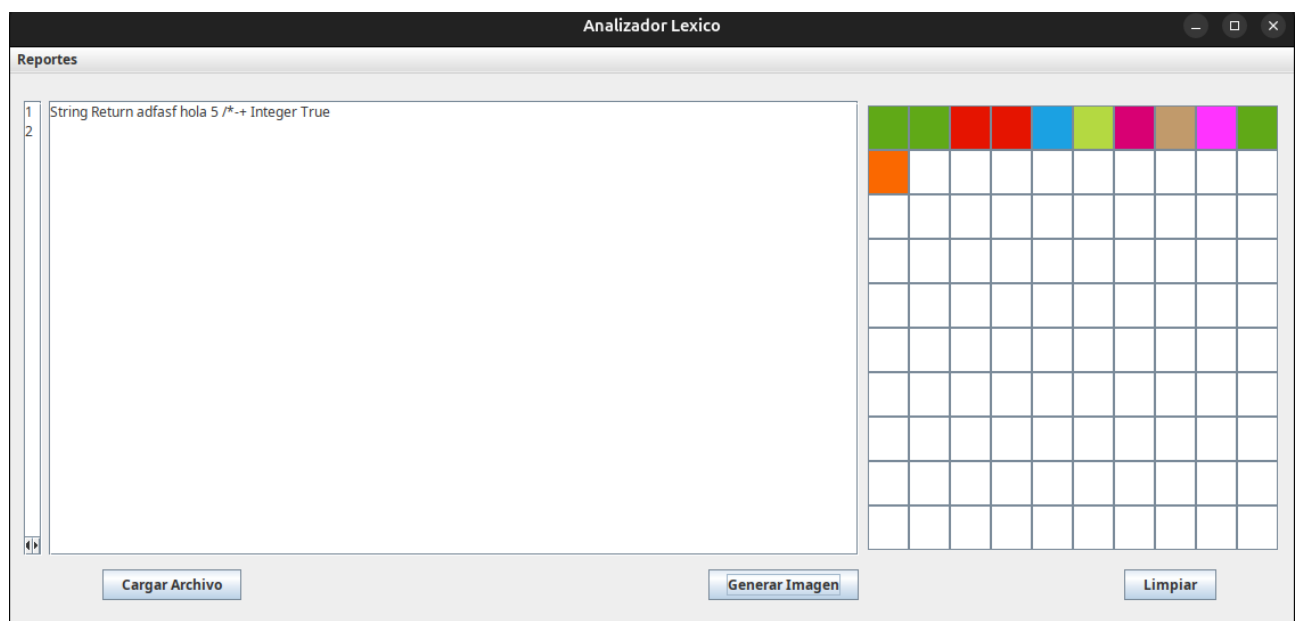 Analizador Lexico
Reportes
1
2
String Return adfasf hola 5 /*-+ Integer True
Cargar Archivo
Generar Imagen
Limpiar